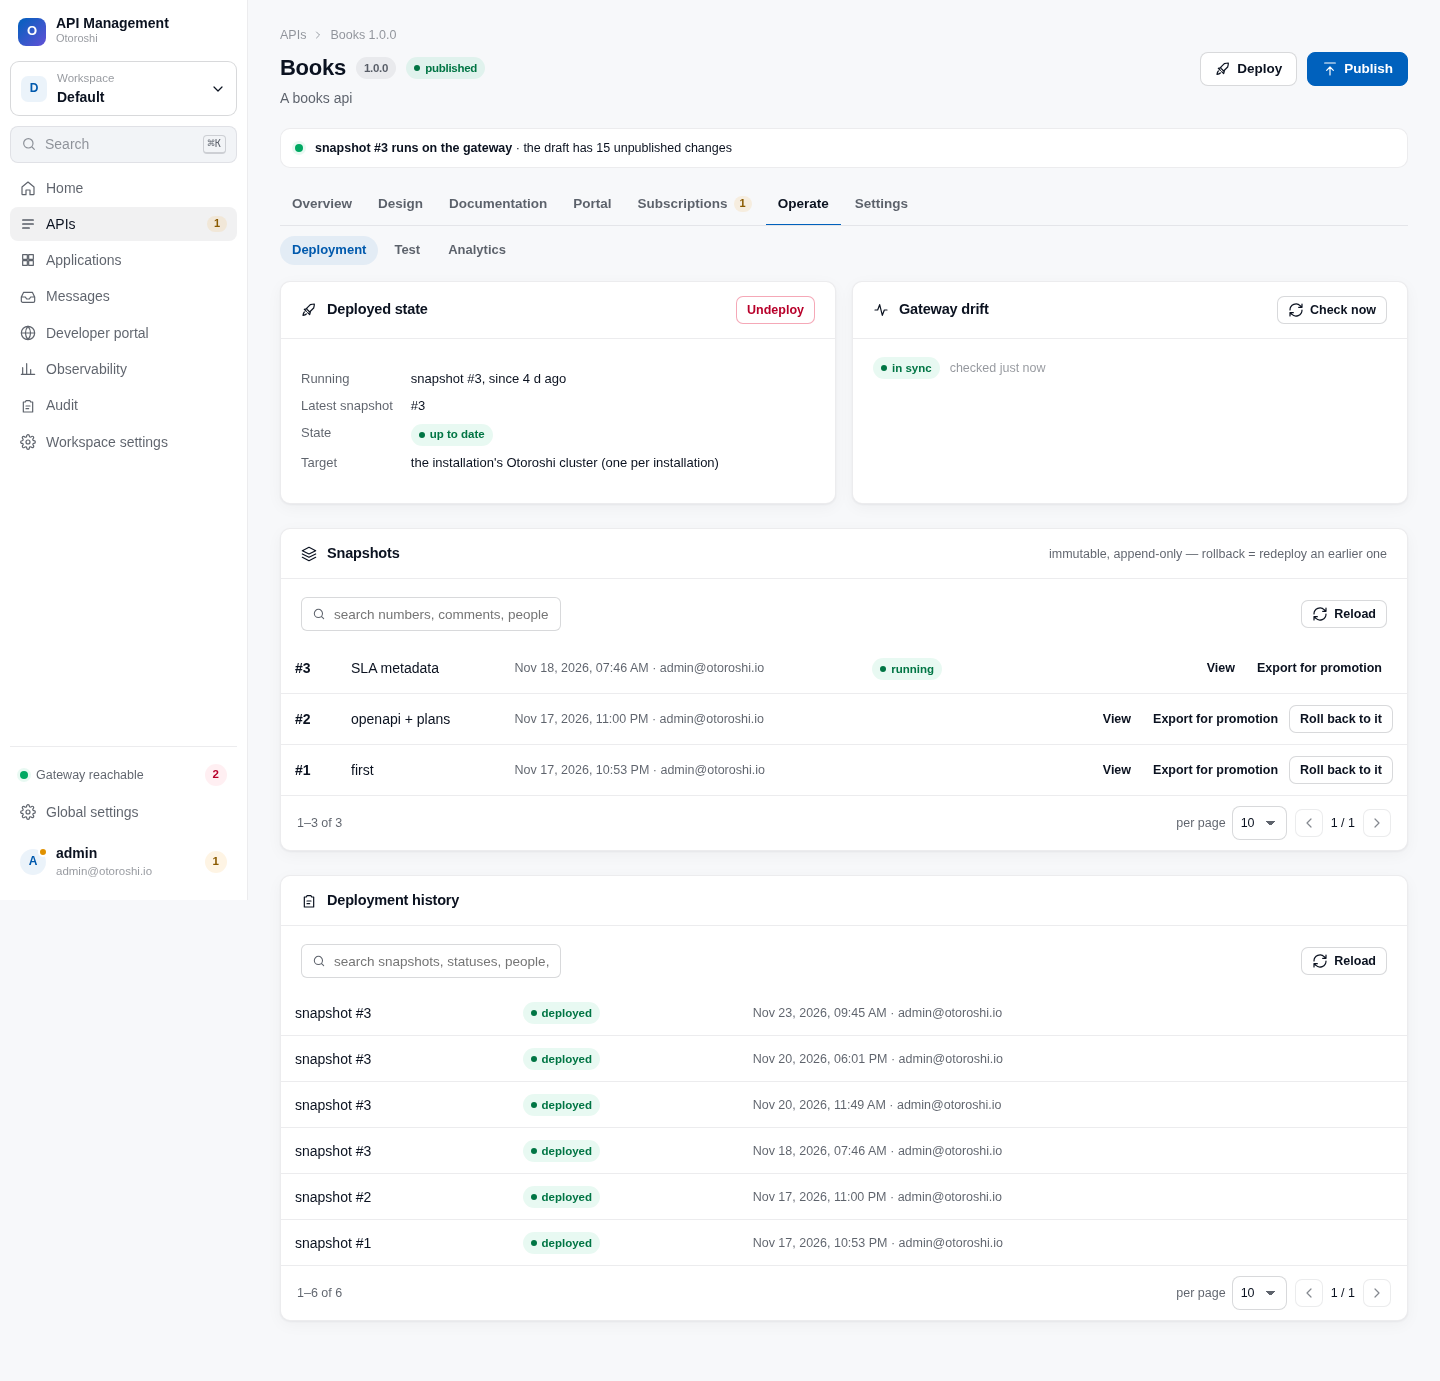 O
API Management
Otoroshi
D
Workspace
Default
Search
⌘K
Home
APIs
1
Applications
Messages
Developer portal
Observability
Audit
Workspace settings
Gateway reachable
2
Global settings
A
admin
admin@otoroshi.io
1
APIs > Books 1.0.0
Books 1.0.0 published
Deploy
Publish
A books api
snapshot #3 runs on the gateway · the draft has 15 unpublished changes
Overview Design Documentation Portal Subscriptions 1 Operate Settings
Deployment Test Analytics
Deployed state
Undeploy
Running snapshot #3, since 4 d ago
Latest snapshot #3
State up to date
Target the installation's Otoroshi cluster (one per installation)
Gateway drift
Check now
in sync checked just now
Snapshots
immutable, append-only — rollback = redeploy an earlier one
search numbers, comments, people
Reload
#3 SLA metadata Nov 18, 2026, 07:46 AM · admin@otoroshi.io running View Export for promotion
#2 openapi + plans Nov 17, 2026, 11:00 PM · admin@otoroshi.io View Export for promotion Roll back to it
#1 first Nov 17, 2026, 10:53 PM · admin@otoroshi.io View Export for promotion Roll back to it
1–3 of 3 per page 10 1 / 1
Deployment history
search snapshots, statuses, people,
Reload
snapshot #3 deployed Nov 23, 2026, 09:45 AM · admin@otoroshi.io
snapshot #3 deployed Nov 20, 2026, 06:01 PM · admin@otoroshi.io
snapshot #3 deployed Nov 20, 2026, 11:49 AM · admin@otoroshi.io
snapshot #3 deployed Nov 18, 2026, 07:46 AM · admin@otoroshi.io
snapshot #2 deployed Nov 17, 2026, 11:00 PM · admin@otoroshi.io
snapshot #1 deployed Nov 17, 2026, 10:53 PM · admin@otoroshi.io
1–6 of 6 per page 10 1 / 1